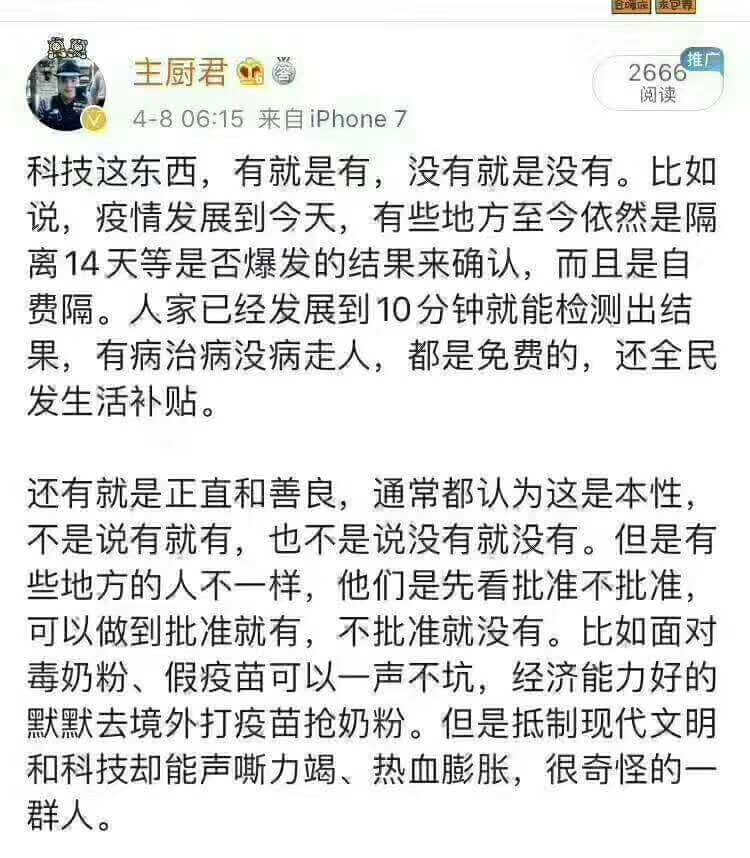 主厨君
推广
2666
阅读
4-8 06:15 来自iPhone 7
科技这东西，有就是有，没有就是没有。比如
说，疫情发展到今天，有些地方至今依然是隔
离14天等是否爆发的结果来确认，而且是自
费隔。人家已经发展到10分钟就能检测出结
果，有病治病没病走人，都是免费的，还全民
发生活补贴。
还有就是正直和善良，通常都认为这是本性，
不是说有就有，也不是说没有就没有。但是有
些地方的人不一样，他们是先看批准不批准，
可以做到批准就有，不批准就没有。比如面对
毒奶粉、假疫苗可以一声不坑，经济能力好的
默默去境外打疫苗抢奶粉。但是抵制现代文明
和科技却能声嘶力竭、热血膨胀，很奇怪的一
群人。